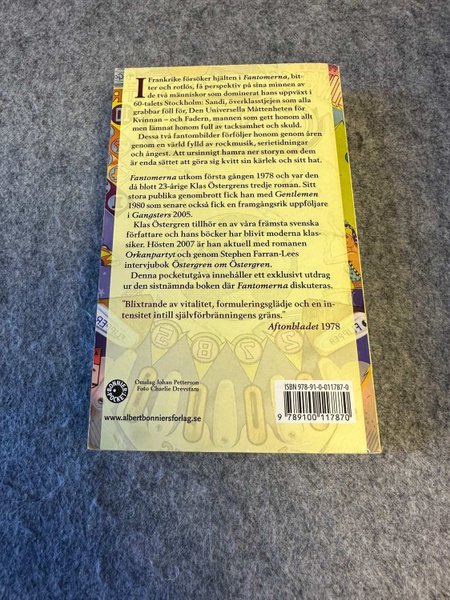 I Frankrike försöker hjälten i Fantomerna, bit-
ter och rotlös, få perspektiv på sina minnen av
de två människor som dominerat hans uppväxt i
60-talets Stockholm: Sandi, överklasstjejen som alla
grabbar föll för, Den Universella Måttenheten för
Kvinnan – och Fadern, mannen som gett honom allt
men lämnat honom full av tacksamhet och skuld.
Dessa två fantombilder förföljer honom genom åren
genom en värld fylld av rockmusik, serietidningar
och ångest. Att ursinnigt hamra ner storyn om dem
är enda sättet att göra sig kvitt sin kärlek och sitt hat.
Fantomerna utkom första gången 1978 och var den
då blott 23-årige Klas Östergrens tredje roman. Sitt
stora publika genombrott fick han med Gentlemen
1980 som senare också fick en framgångsrik uppföljare
i Gangsters 2005.
Klas Östergren tillhör en av våra främsta svenska
författare och hans böcker har blivit moderna klas-
siker. Hösten 2007 är han aktuell med romanen
Orkanpartyt och genom Stephen Farran-Lees
intervjubok Östergren om Östergren.
Denna pocketutgåva innehåller ett exklusivt utdrag
ur den sistnämnda boken där Fantomerna diskuteras.
"Blixtrande av vitalitet, formuleringsglädje och en in-
tensitet intill självförbränningens gräns."
Aftonbladet 1978
Omslag Johan Petterson
Foto Charlie Drevstam
BONNIER POCKET
www.albertbonniersforlag.se
ISBN 978-91-0-011787-0
9 789100 117870